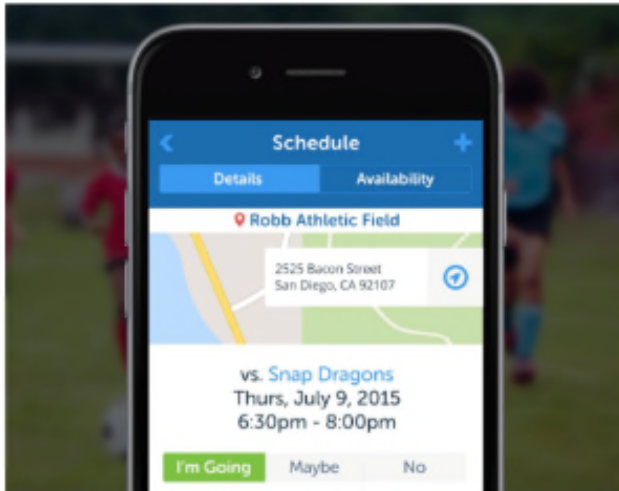 Schedule
Details Availability
Robb Athletic Field
2525 Bacon Street
San Diego, CA 92107
vs. Snap Dragons
Thurs, July 9, 2015
6:30pm - 8:00pm
I'm Going Maybe No